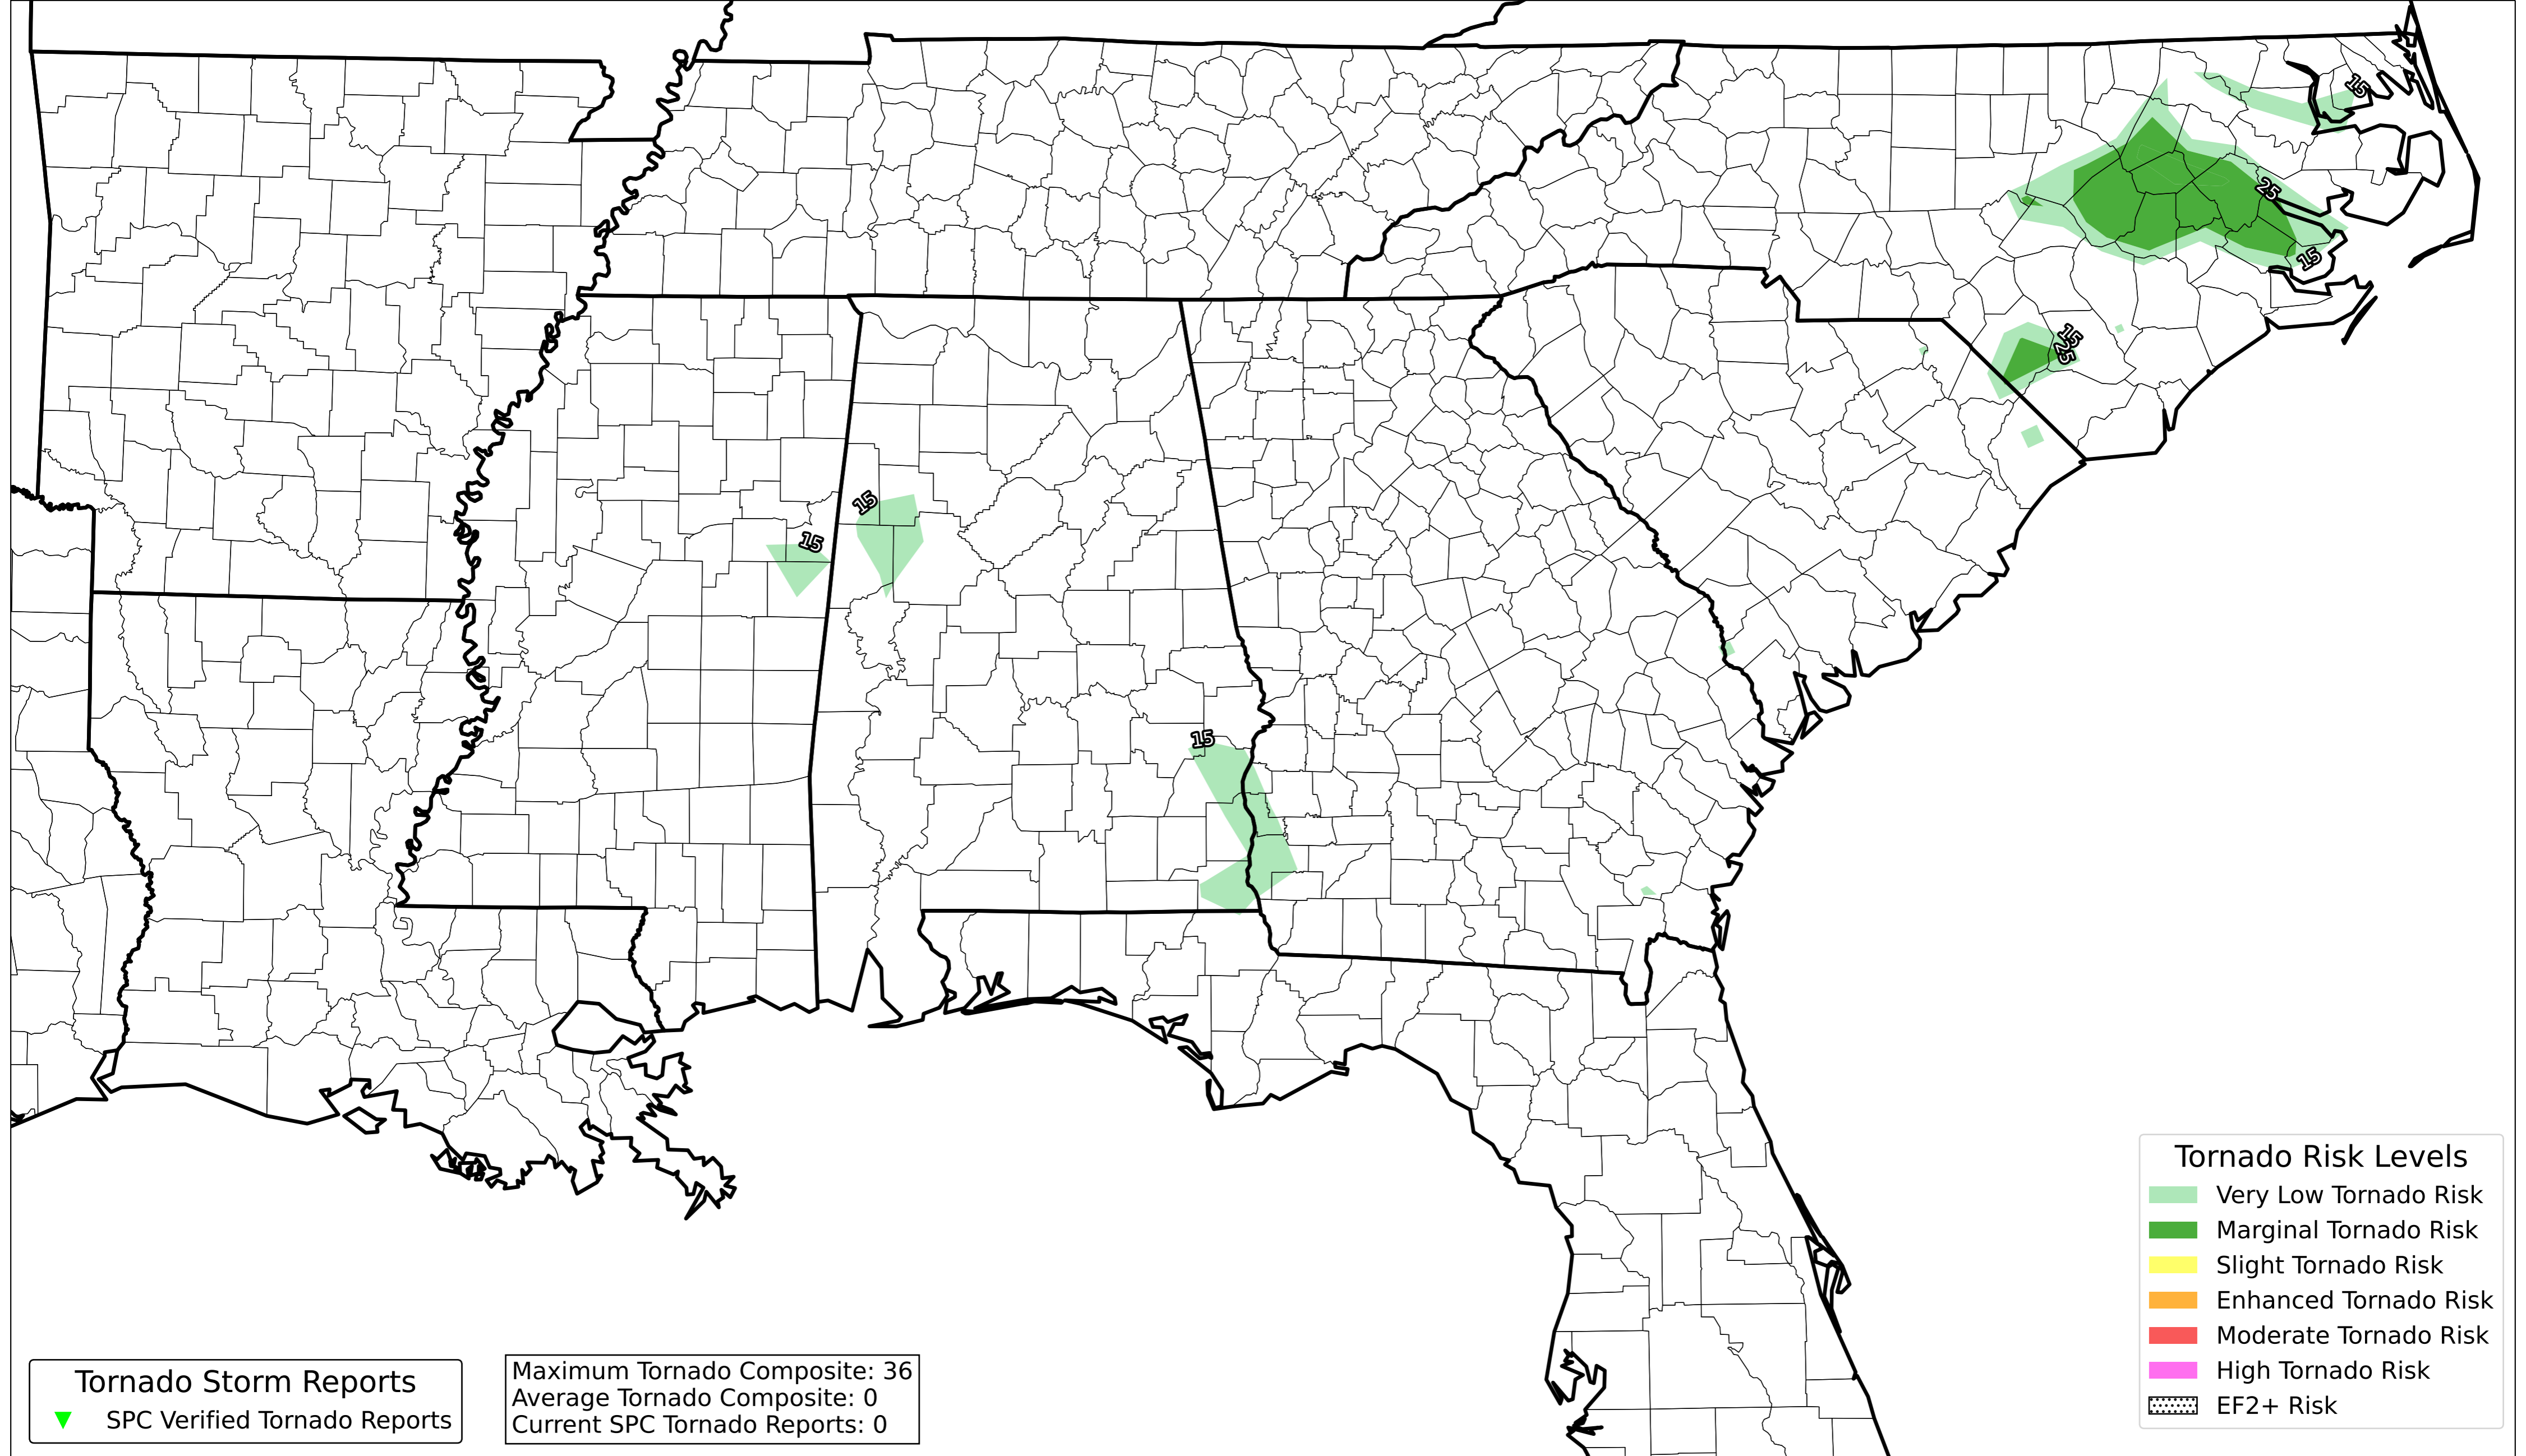 15
25
15
15
25
15
15
15
Tornado Risk Levels
Very Low Tornado Risk
Marginal Tornado Risk
Slight Tornado Risk
Enhanced Tornado Risk
Moderate Tornado Risk
High Tornado Risk
EF2+ Risk
Tornado Storm Reports
SPC Verified Tornado Reports
Maximum Tornado Composite: 36
Average Tornado Composite: 0
Current SPC Tornado Reports: 0